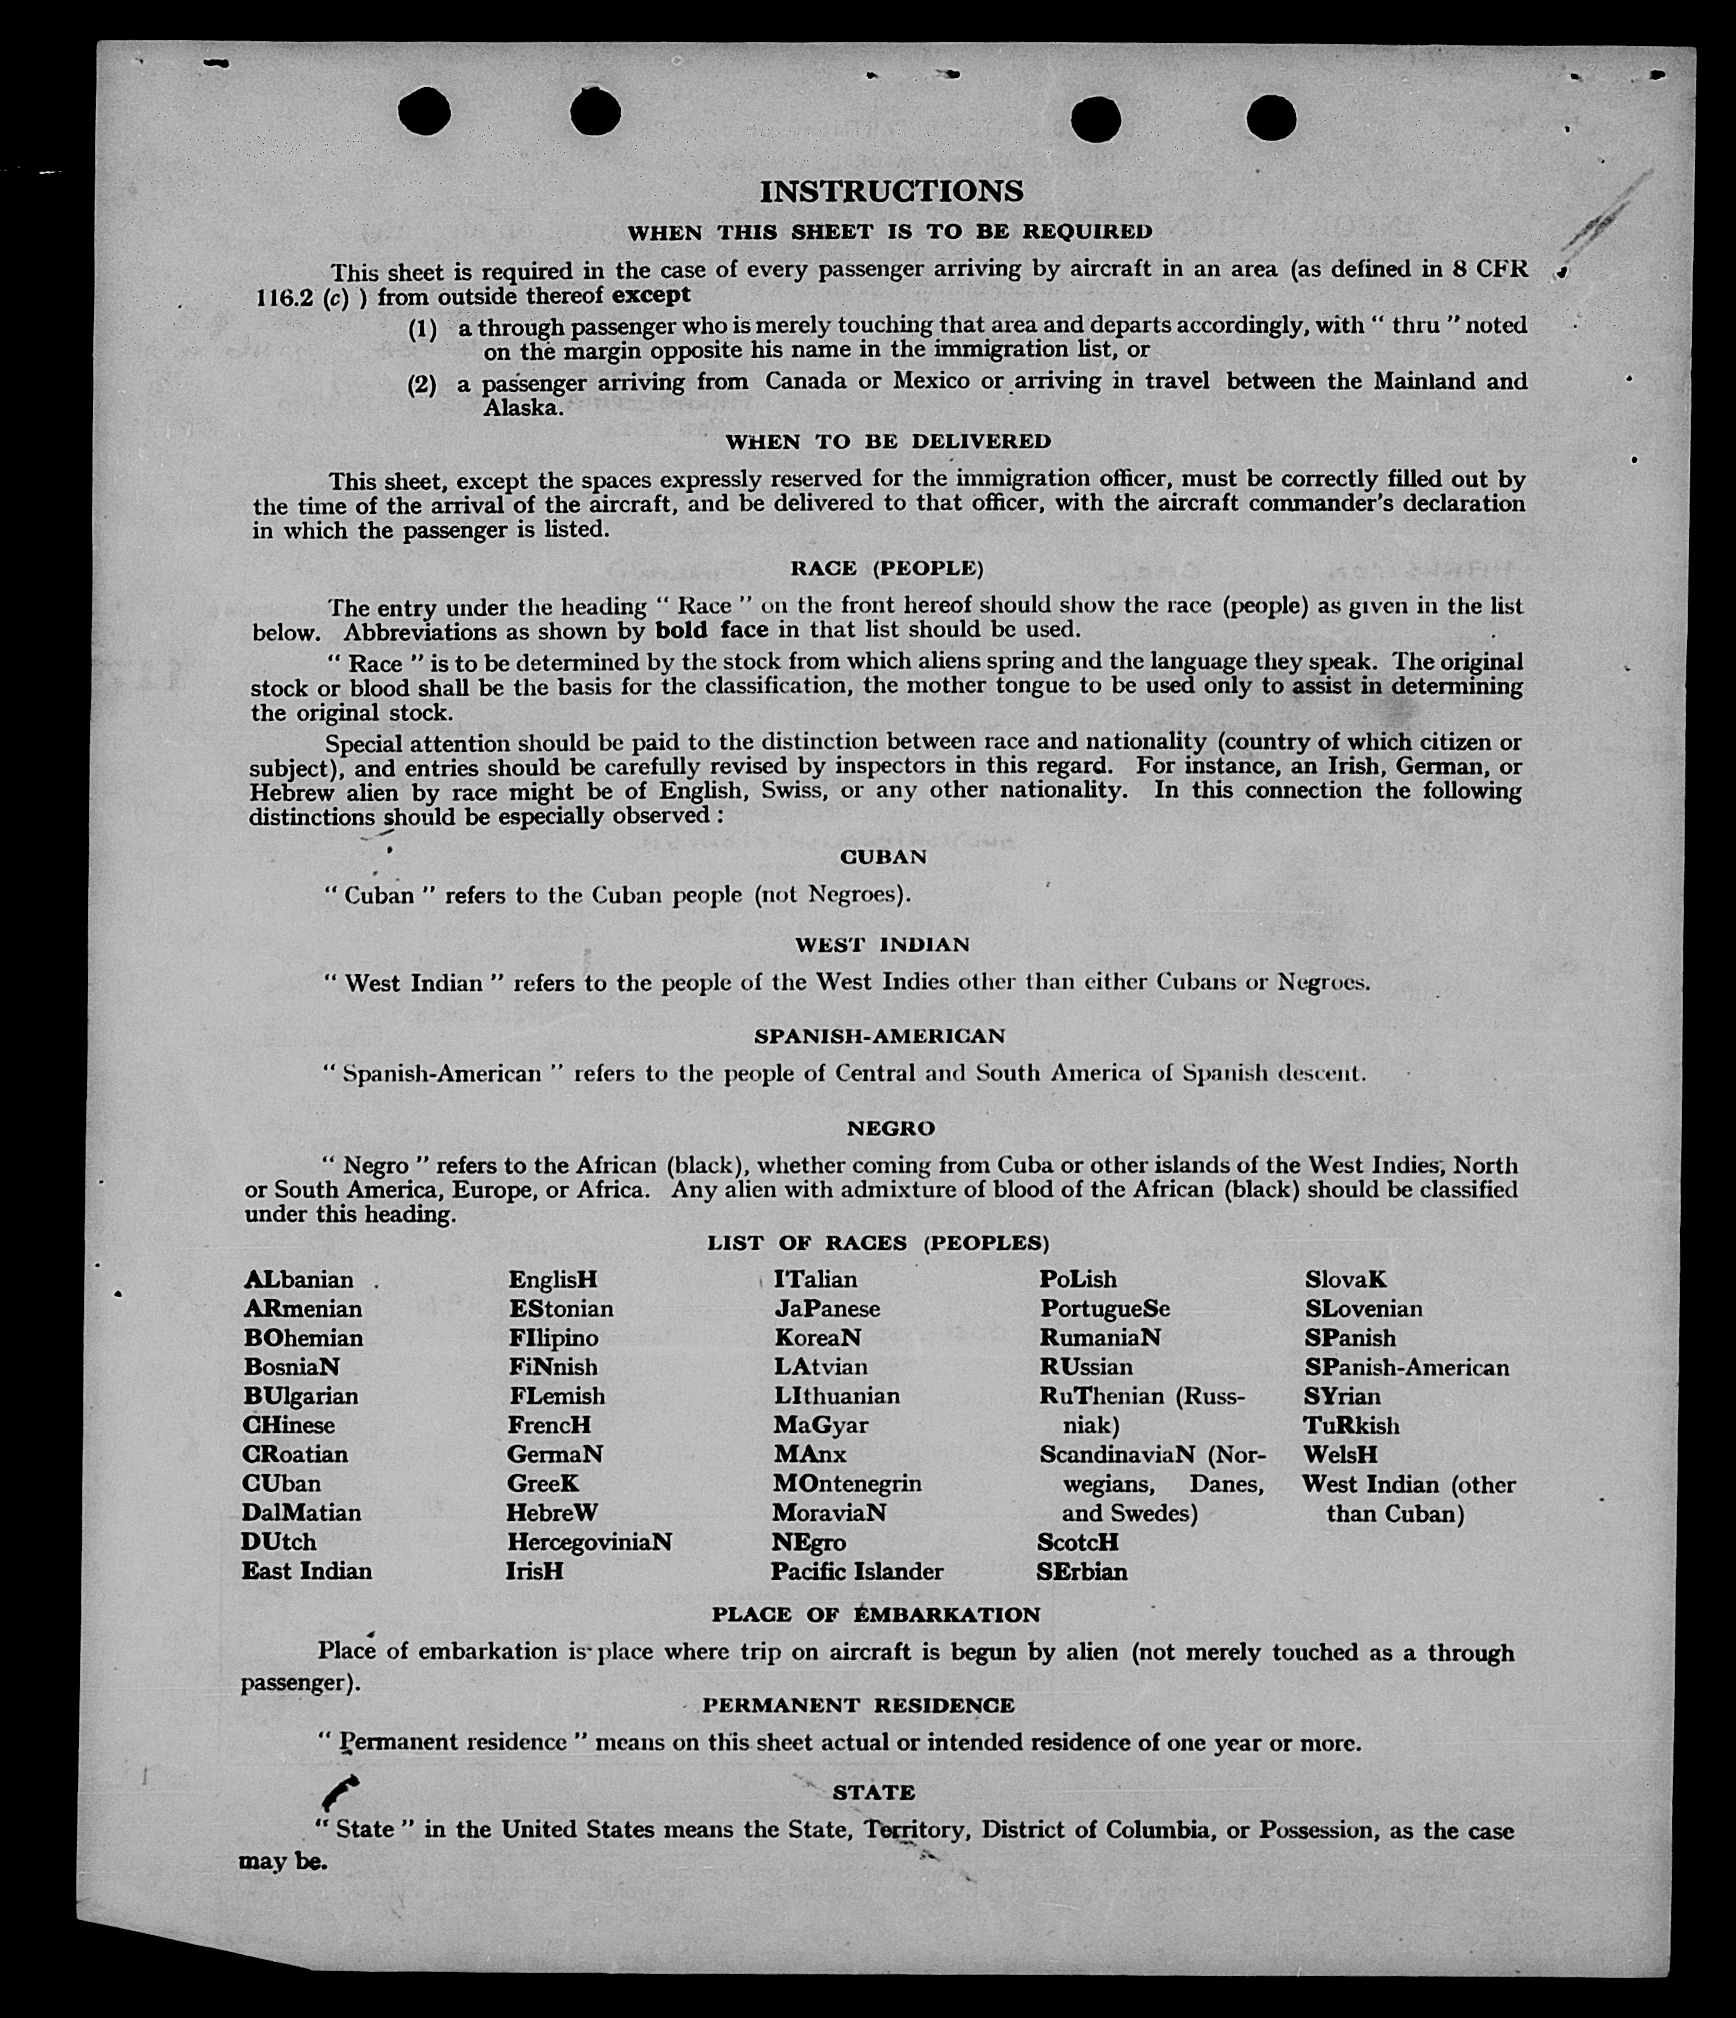 INSTRUCTIONS
WHEN THIS SHEET IS TO BE REQUIRED
This sheet is required in the case of every passenger arriving by aircraft in an area (as defined in 8 CFR
116.2 (c) ) from outside thereof except
(1) a through passenger who is merely touching that area and departs accordingly, with “ thru ” noted
on the margin opposite his name in the immigration list, or
(2) a passenger arriving from Canada or Mexico or arriving in travel between the Mainland and
Alaska.
WHEN TO BE DELIVERED
This sheet, except the spaces expressly reserved for the immigration officer, must be correctly filled out by
the time of the arrival of the aircraft, and be delivered to that officer, with the aircraft commander’s declaration
in which the passenger is listed.
RACE (PEOPLE)
The entry under the heading “ Race ” on the front hereof should show the race (people) as given in the list
below. Abbreviations as shown by bold face in that list should be used.
“ Race ” is to be determined by the stock from which aliens spring and the language they speak. The original
stock or blood shall be the basis for the classification, the mother tongue to be used only to assist in determining
the original stock.
Special attention should be paid to the distinction between race and nationality (country of which citizen or
subject), and entries should be carefully revised by inspectors in this regard. For instance, an Irish, German, or
Hebrew alien by race might be of English, Swiss, or any other nationality. In this connection the following
distinctions should be especially observed :
CUBAN
“ Cuban ” refers to the Cuban people (not Negroes).
WEST INDIAN
“ West Indian ” refers to the people of the West Indies other than either Cubans or Negroes.
SPANISH-AMERICAN
“ Spanish-American ” refers to the people of Central and South America of Spanish descent.
NEGRO
“ Negro ” refers to the African (black), whether coming from Cuba or other islands of the West Indies, North
or South America, Europe, or Africa. Any alien with admixture of blood of the African (black) should be classified
under this heading.
LIST OF RACES (PEOPLES)
ALbanian
ARmenian
BOhemian
BosniaN
BUlgarian
CHinese
CRoatian
CUban
DalMatian
DUtch
East Indian
EnglisH
EStonian
FIlipino
FiNnish
FLemish
FrencH
GermaN
GreeK
HebreW
HercegoviniaN
IrisH
ITalian
JaPanese
KoreaN
LAtvian
LIthuanian
MaGyar
MAnx
MOntenegrin
MoraviaN
NEgro
Pacific Islander
PoLish
PortugueSe
RumaniaN
RUssian
RuThenian (Russ-
niak)
ScandinaviaN (Nor-
wegians, Danes,
and Swedes)
ScotcH
SErbian
SlovaK
SLovenian
SPanish
SPanish-American
SYrian
TuRkish
WelsH
West Indian (other
than Cuban)
PLACE OF EMBARKATION
Place of embarkation is place where trip on aircraft is begun by alien (not merely touched as a through
passenger).
PERMANENT RESIDENCE
“ Permanent residence ” means on this sheet actual or intended residence of one year or more.
STATE
“ State ” in the United States means the State, Territory, District of Columbia, or Possession, as the case
may be.